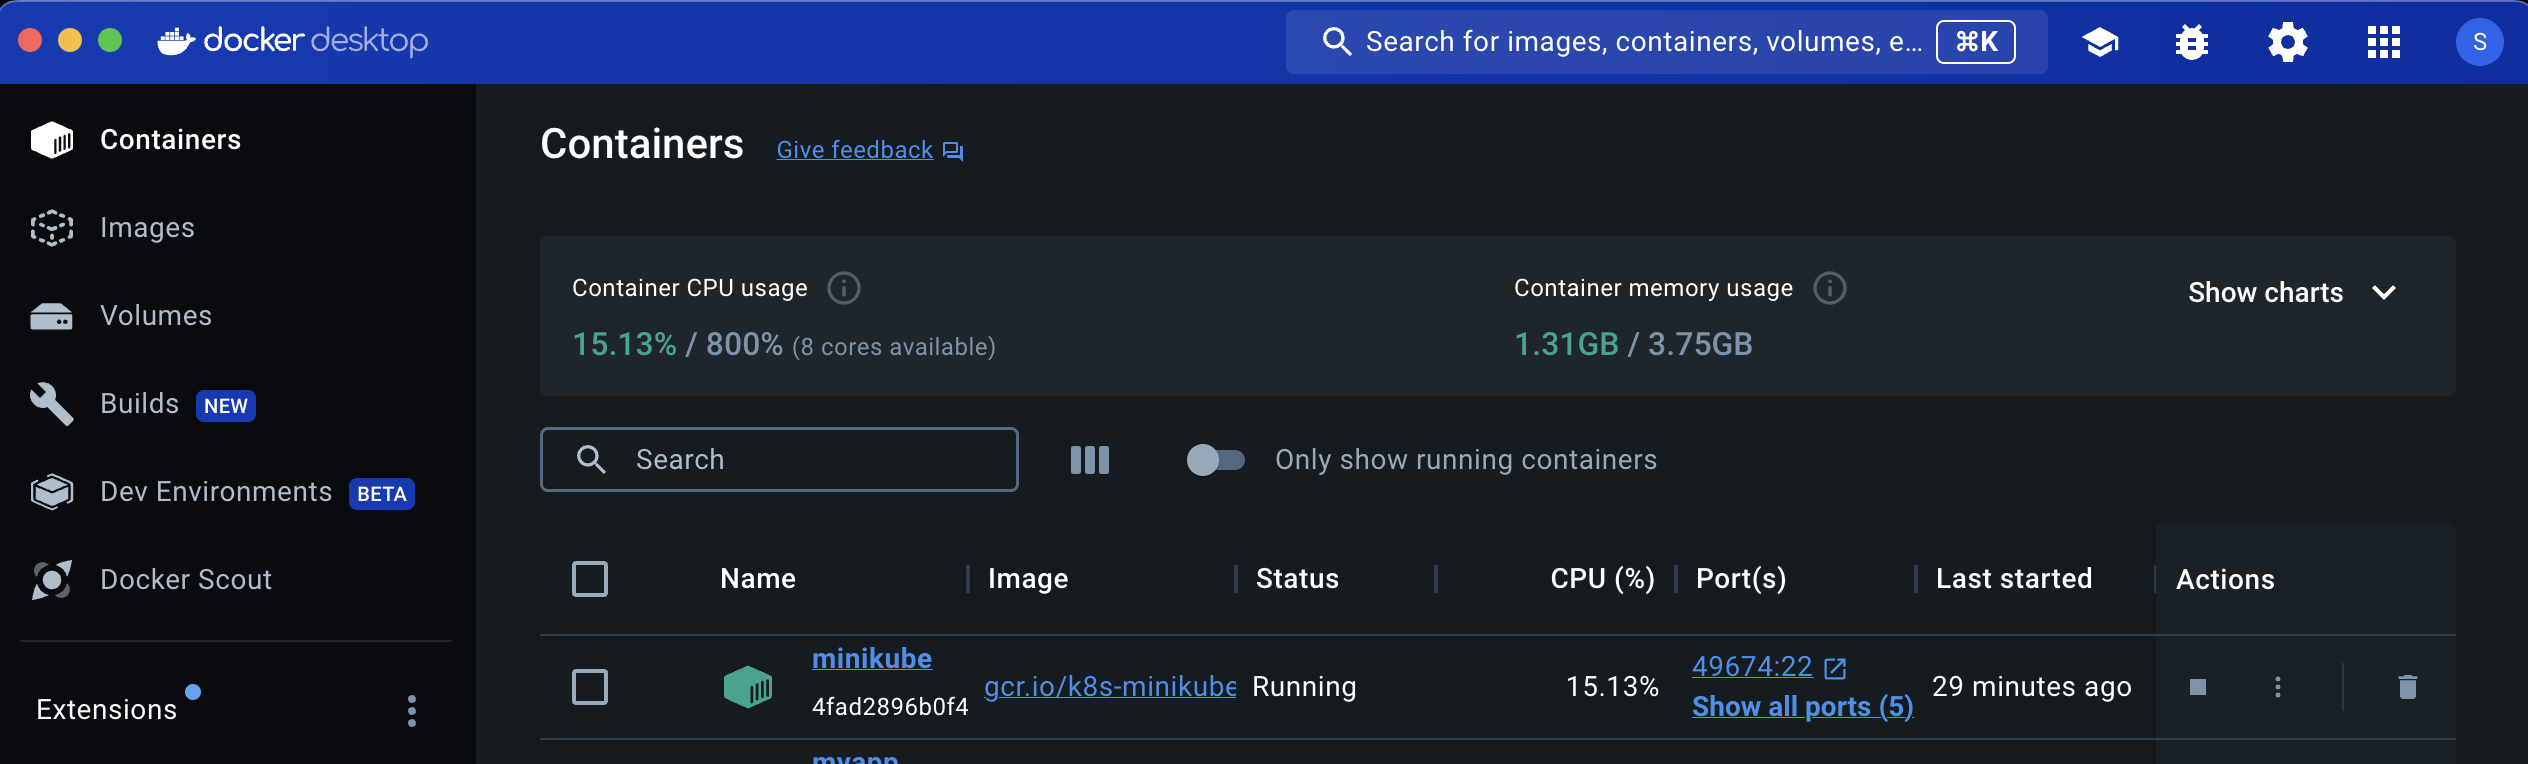 docker desktop
Search for images, containers, volumes, e... ⌘K
S
Containers
Images
Volumes
Builds NEW
Dev Environments BETA
Docker Scout
Extensions
Containers Give feedback
Container CPU usage
15.13% / 800% (8 cores available)
Container memory usage
1.31GB / 3.75GB
Show charts
Search
Only show running containers
Name Image Status CPU (%) Port(s) Last started Actions
minikube
4fad2896b0f4
gcr.io/k8s-minikube
Running
15.13%
49674:22
Show all ports (5)
29 minutes ago
myapp